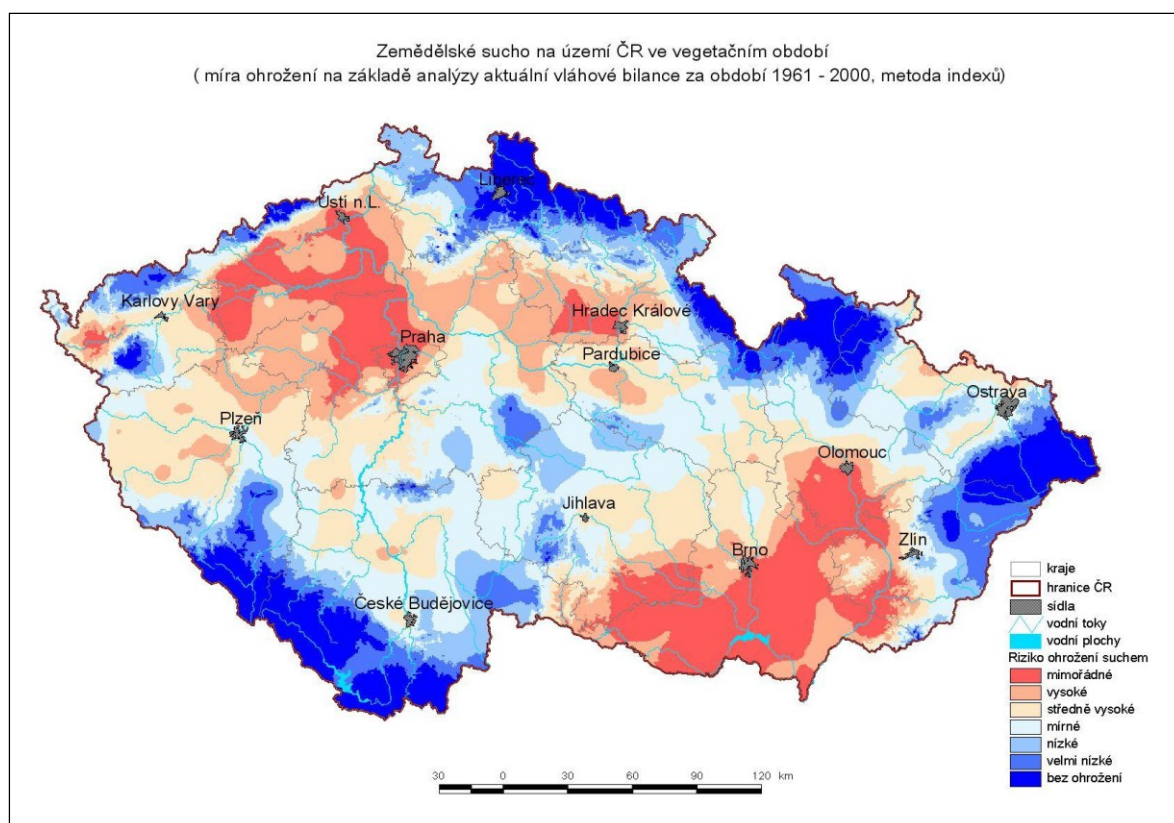 Zemědělské sucho na území ČR ve vegetačním období
( míra ohrožení na základě analýzy aktuální vláhové bilance za období 1961 - 2000, metoda indexů)
Liberec
Ústí n.L.
Karlovy Vary
Hradec Králové
Praha
Pardubice
Ostrava
Plzeň
Olomouc
Jihlava
Zlín
Brno
České Budějovice
kraje
hranice ČR
sídla
vodní toky
vodní plochy
Riziko ohrožení suchem
mimořádné
vysoké
středně vysoké
mírné
nízké
velmi nízké
bez ohrožení
30 0 30 60 90 120 km